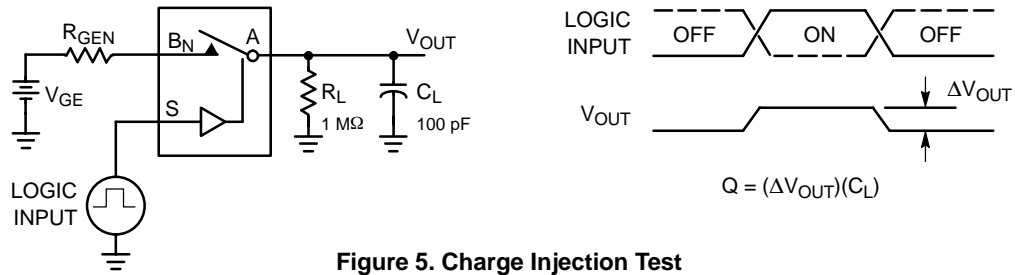 R_GEN
B_N
A
V_OUT
V_GE
S
R_L
1 MΩ
C_L
100 pF
LOGIC
INPUT
LOGIC
INPUT
OFF
ON
OFF
V_OUT
ΔV_OUT
Q = (ΔV_OUT)(C_L)
Figure 5. Charge Injection Test